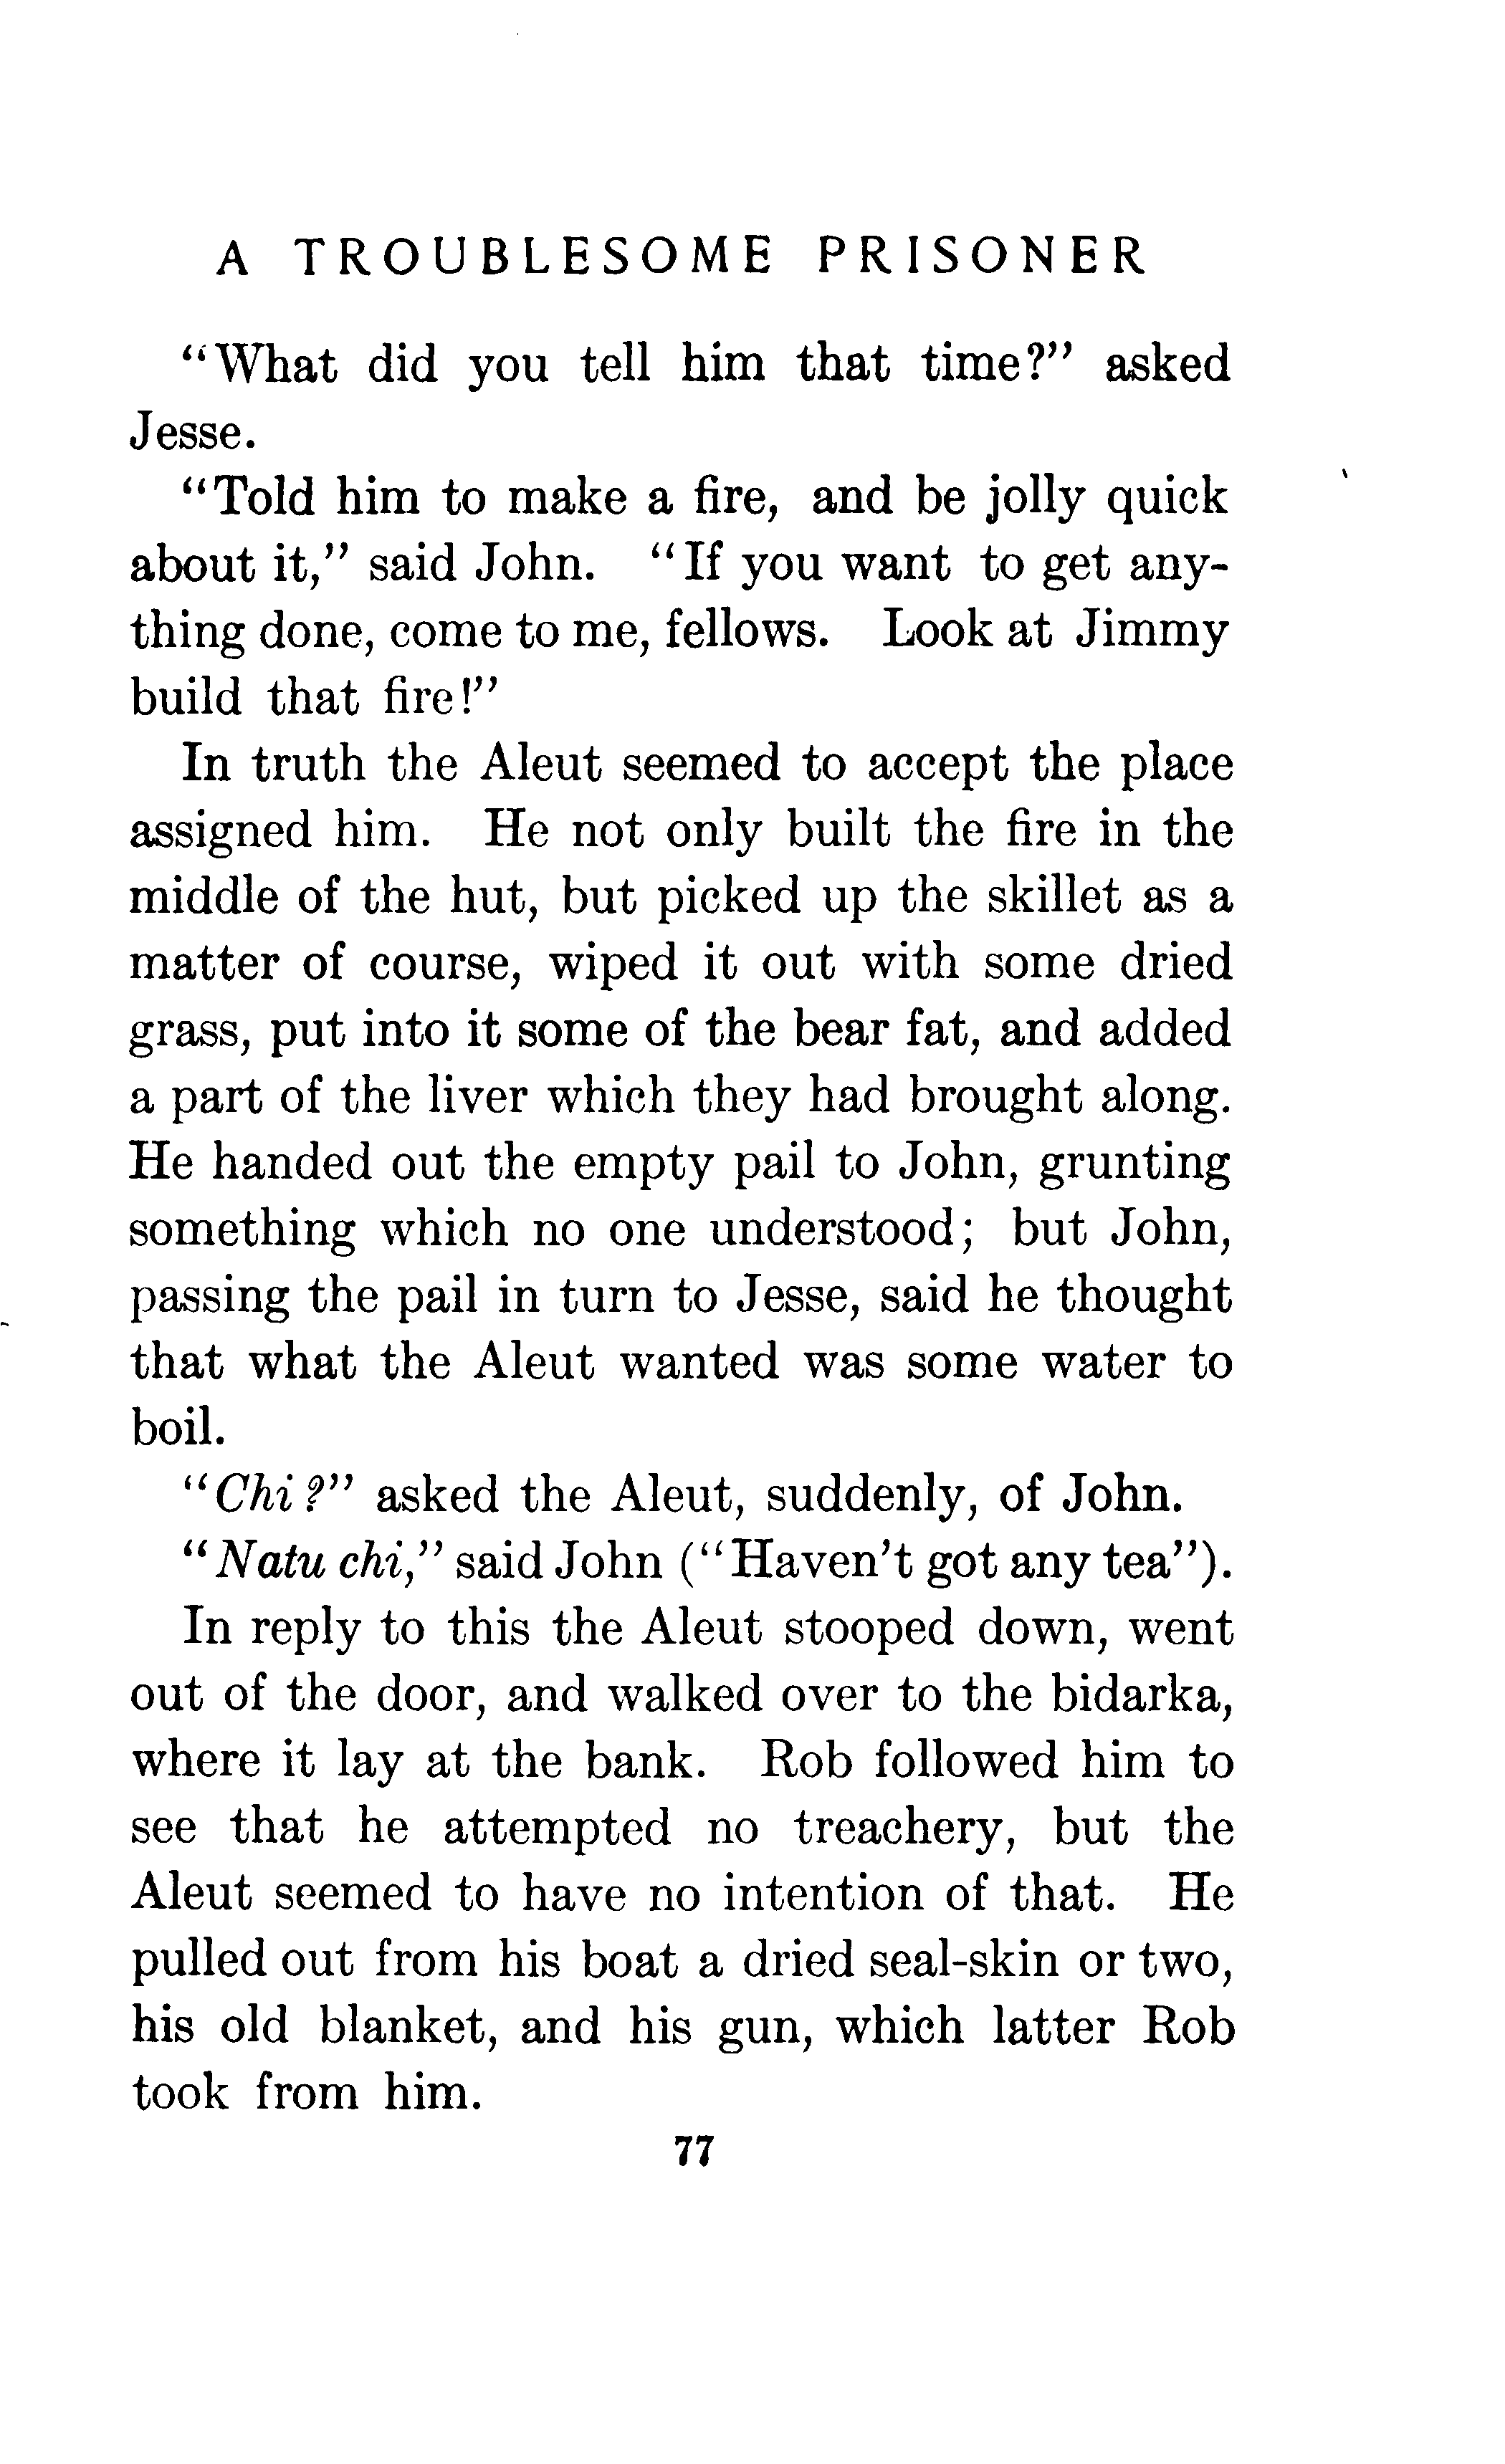 A TROUBLESOME PRISONER
“What did you tell him that time?” asked
Jesse.
“Told him to make a fire, and be jolly quick
about it,” said John. “If you want to get any-
thing done, come to me, fellows. Look at Jimmy
build that fire!”
In truth the Aleut seemed to accept the place
assigned him. He not only built the fire in the
middle of the hut, but picked up the skillet as a
matter of course, wiped it out with some dried
grass, put into it some of the bear fat, and added
a part of the liver which they had brought along.
He handed out the empty pail to John, grunting
something which no one understood; but John,
passing the pail in turn to Jesse, said he thought
that what the Aleut wanted was some water to
boil.
“Chi?” asked the Aleut, suddenly, of John.
“Natu chi,” said John (“Haven’t got any tea”).
In reply to this the Aleut stooped down, went
out of the door, and walked over to the bidarka,
where it lay at the bank. Rob followed him to
see that he attempted no treachery, but the
Aleut seemed to have no intention of that. He
pulled out from his boat a dried seal-skin or two,
his old blanket, and his gun, which latter Rob
took from him.
77